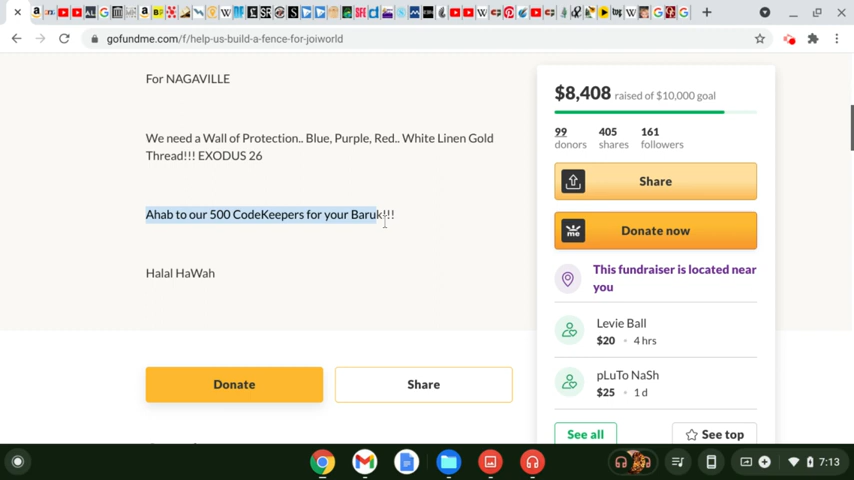 gofundme.com/f/help-us-build-a-fence-for-joiworld
For NAGAVILLE
We need a Wall of Protection.. Blue, Purple, Red.. White Linen Gold
Thread!!! EXODUS 26
Ahab to our 500 CodeKeepers for your Baruk!!!
Halal HaWah
Donate
Share
$8,408 raised of $10,000 goal
99 405 161
donors shares followers
Share
me Donate now
This fundraiser is located near
you
Levie Ball
$20 • 4 hrs
pLuTo NaSh
$25 • 1 d
See all
See top
7:13